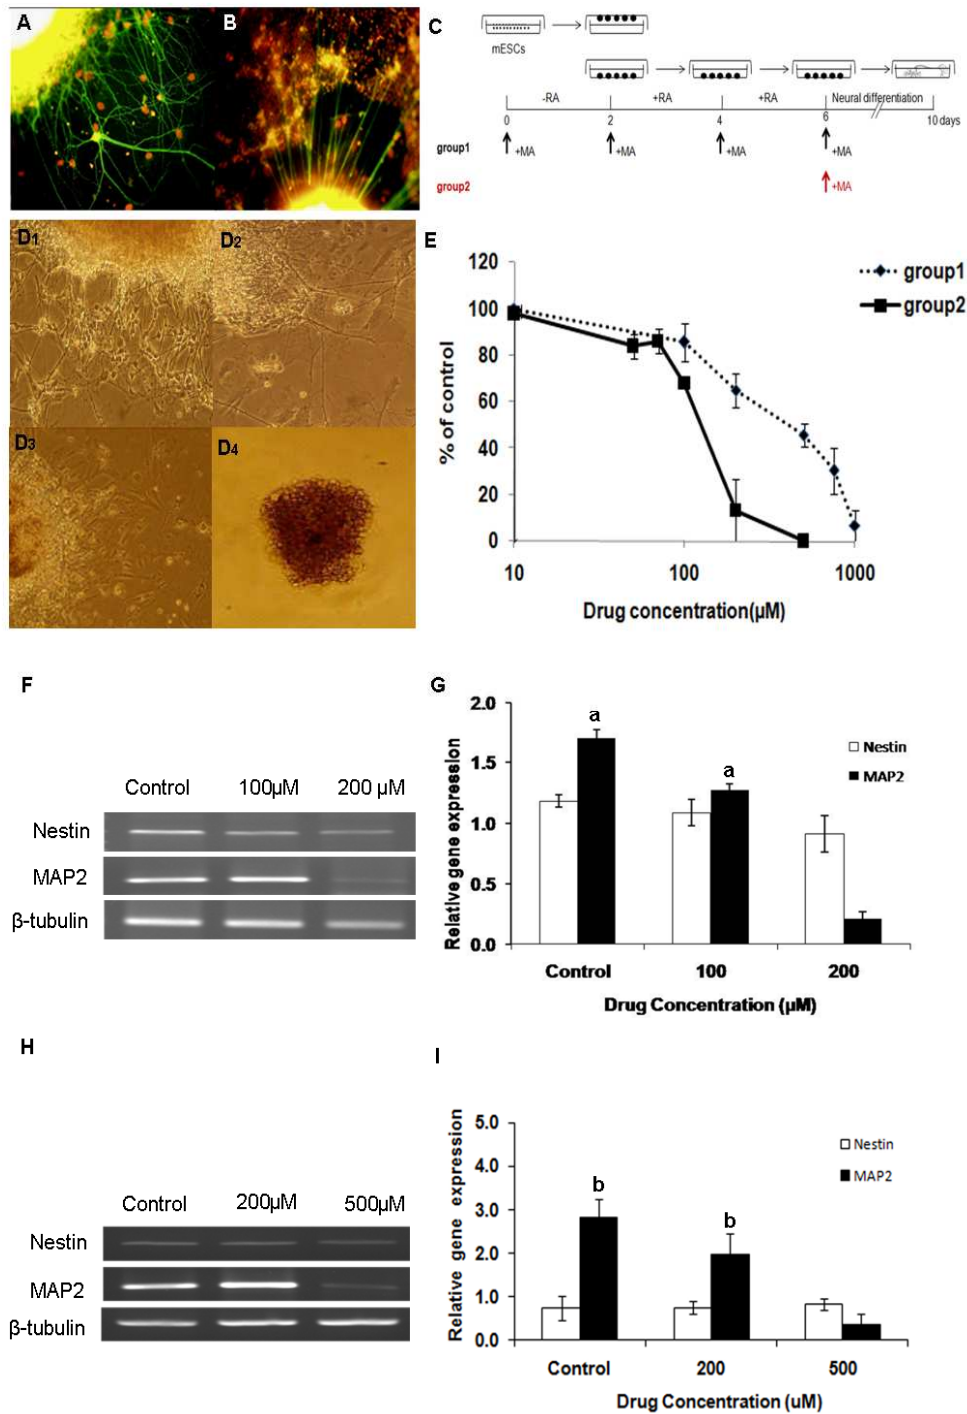 A
B
C
mESCs
-RA
+RA
+RA
Neural differentiation
0
2
4
6
10 days
group1
+MA
+MA
+MA
+MA
group2
+MA
D1
D2
D3
D4
E
120
100
80
60
40
20
0
% of control
group1
group2
10
100
1000
Drug concentration(µM)
F
Control 100µM 200 µM
Nestin
MAP2
β-tubulin
G
2.0
1.5
1.0
0.5
0.0
Relative gene expression
a
a
Nestin
MAP2
Control 100 200
Drug Concentration (µM)
H
Control 200µM 500µM
Nestin
MAP2
β-tubulin
I
5.0
4.0
3.0
2.0
1.0
0.0
Relative gene expression
b
b
Nestin
MAP2
Control 200 500
Drug Concentration (uM)